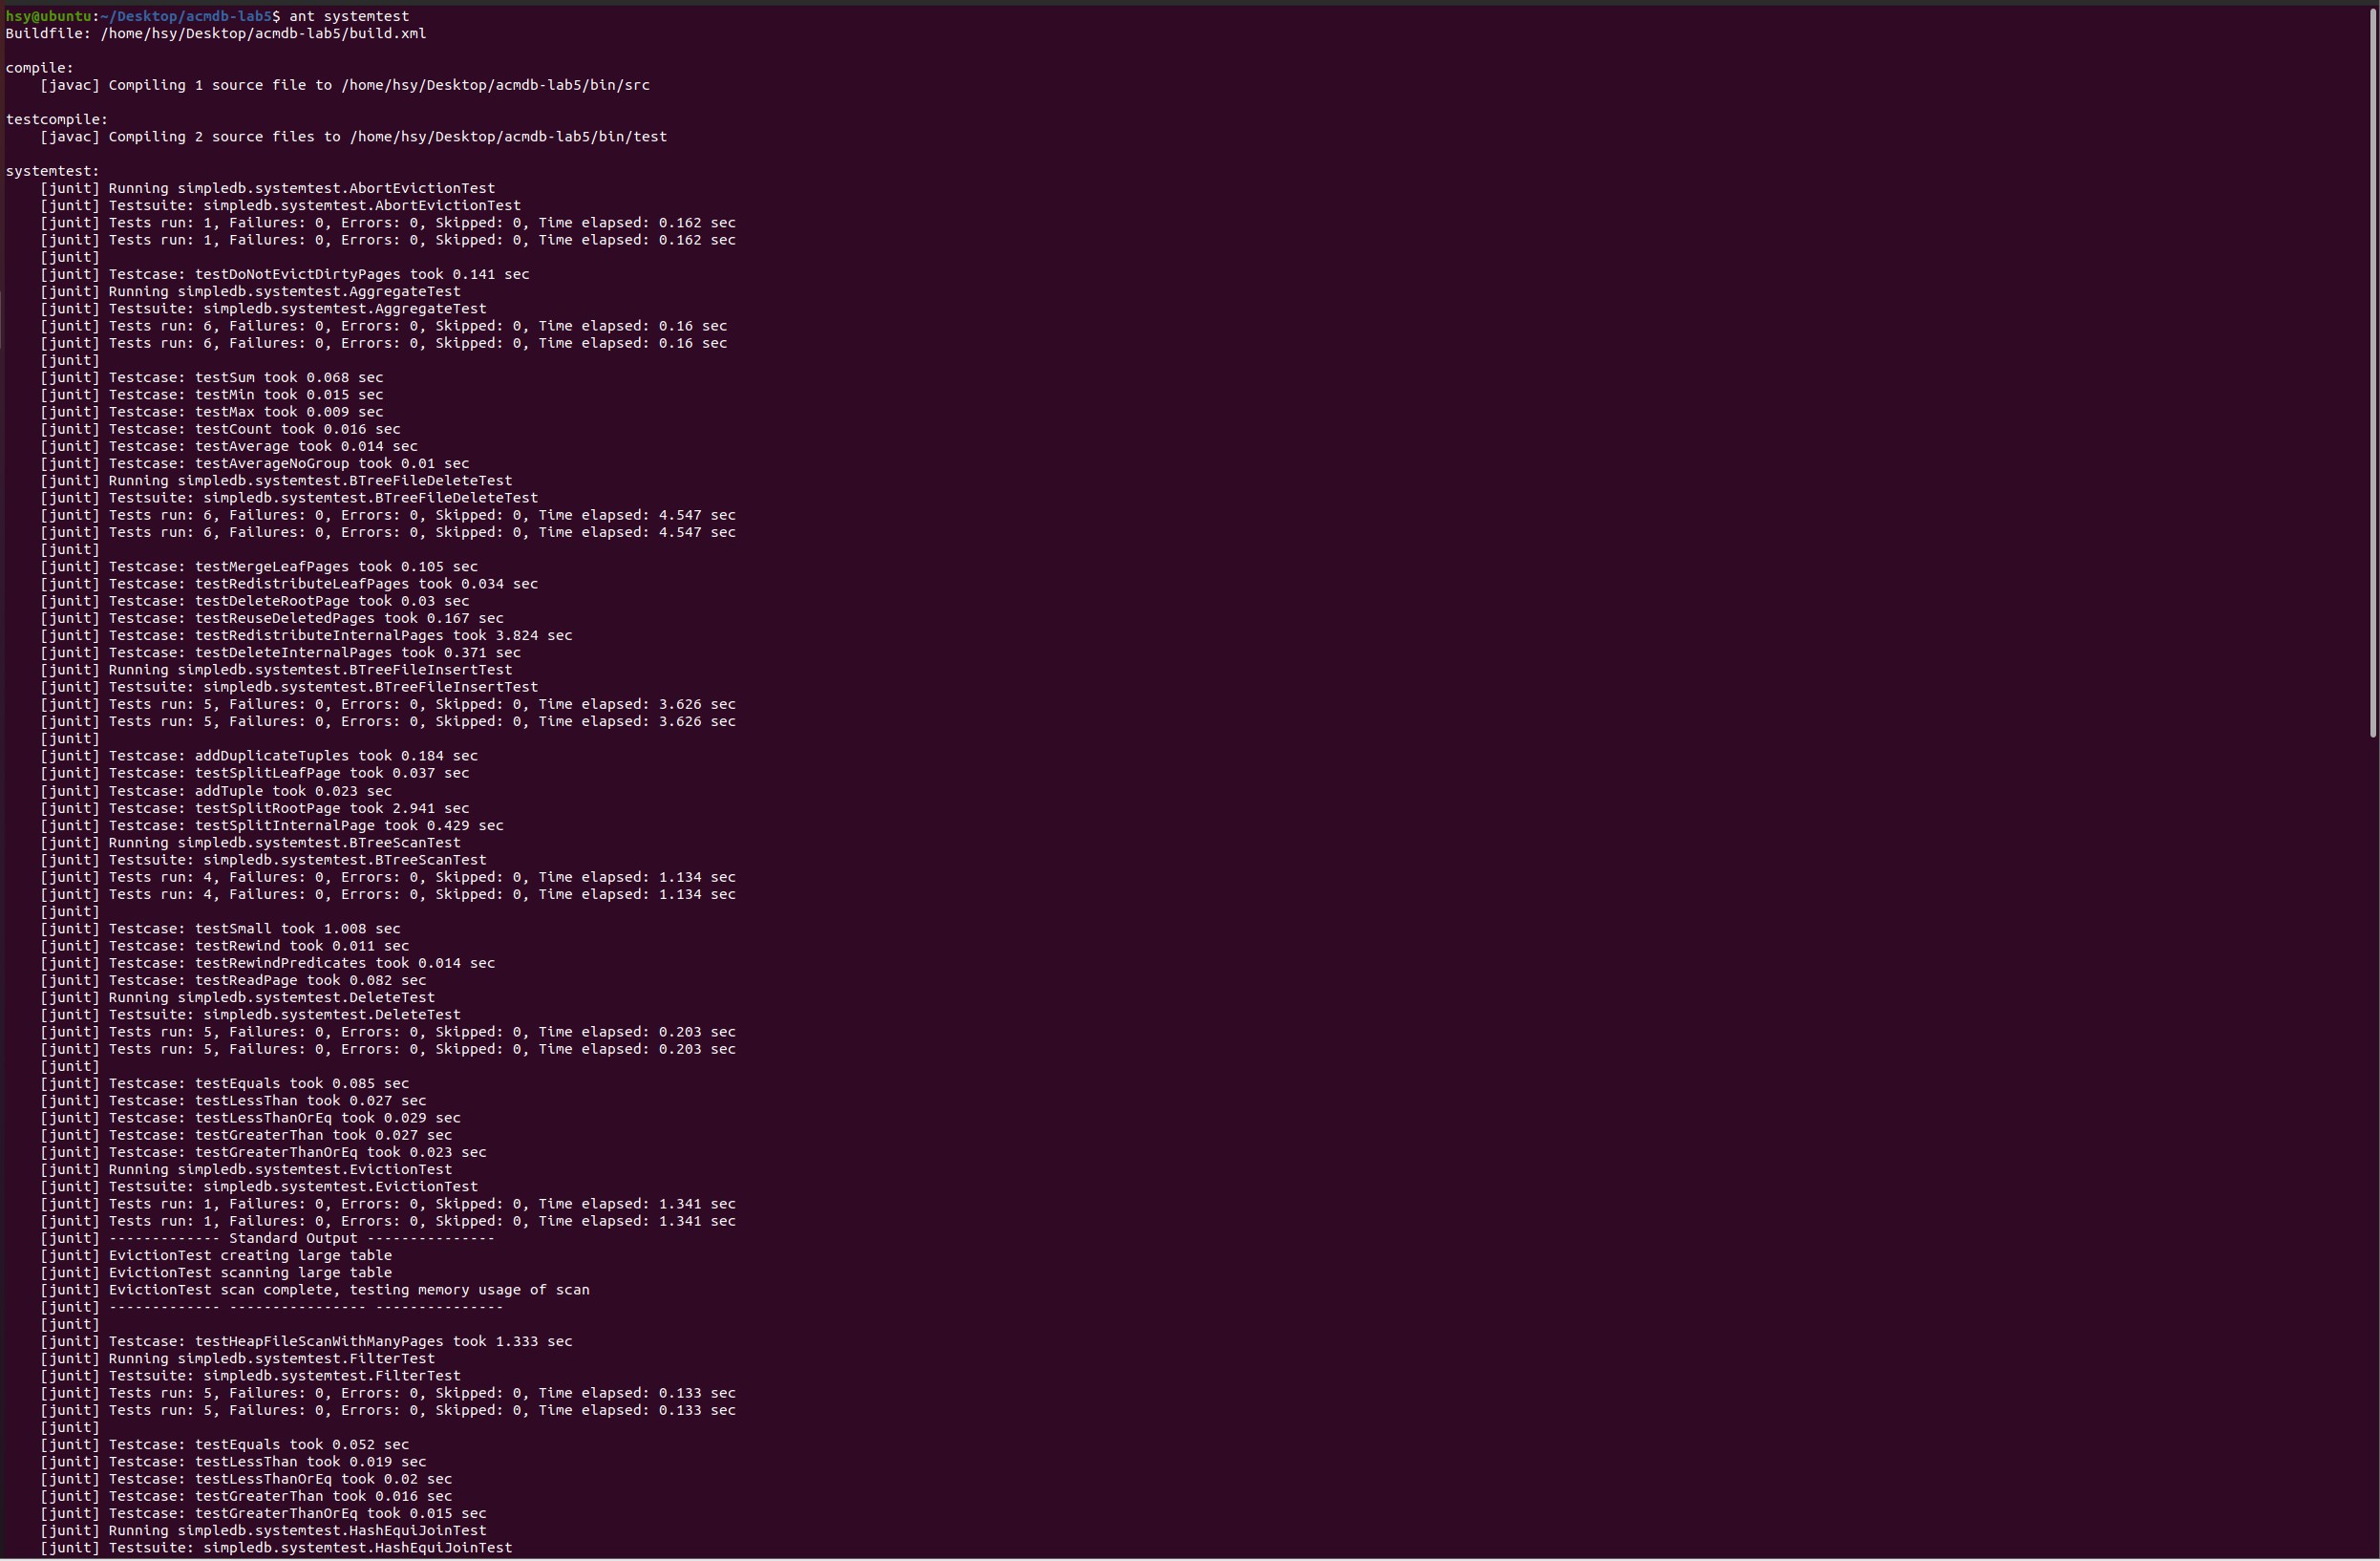 hsy@ubuntu:~/Desktop/acmdb-lab5$ ant systemtest
Buildfile: /home/hsy/Desktop/acmdb-lab5/build.xml
compile:
[javac] Compiling 1 source file to /home/hsy/Desktop/acmdb-lab5/bin/src
testcompile:
[javac] Compiling 2 source files to /home/hsy/Desktop/acmdb-lab5/bin/test
systemtest:
[junit] Running simpledb.systemtest.AbortEvictionTest
[junit] Testsuite: simpledb.systemtest.AbortEvictionTest
[junit] Tests run: 1, Failures: 0, Errors: 0, Skipped: 0, Time elapsed: 0.162 sec
[junit] Tests run: 1, Failures: 0, Errors: 0, Skipped: 0, Time elapsed: 0.162 sec
[junit]
[junit] Testcase: testDoNotEvictDirtyPages took 0.141 sec
[junit] Running simpledb.systemtest.AggregateTest
[junit] Testsuite: simpledb.systemtest.AggregateTest
[junit] Tests run: 6, Failures: 0, Errors: 0, Skipped: 0, Time elapsed: 0.16 sec
[junit] Tests run: 6, Failures: 0, Errors: 0, Skipped: 0, Time elapsed: 0.16 sec
[junit]
[junit] Testcase: testSum took 0.068 sec
[junit] Testcase: testMin took 0.015 sec
[junit] Testcase: testMax took 0.009 sec
[junit] Testcase: testCount took 0.016 sec
[junit] Testcase: testAverage took 0.014 sec
[junit] Testcase: testAverageNoGroup took 0.01 sec
[junit] Running simpledb.systemtest.BTreeFileDeleteTest
[junit] Testsuite: simpledb.systemtest.BTreeFileDeleteTest
[junit] Tests run: 6, Failures: 0, Errors: 0, Skipped: 0, Time elapsed: 4.547 sec
[junit] Tests run: 6, Failures: 0, Errors: 0, Skipped: 0, Time elapsed: 4.547 sec
[junit]
[junit] Testcase: testMergeLeafPages took 0.105 sec
[junit] Testcase: testRedistributeLeafPages took 0.034 sec
[junit] Testcase: testDeleteRootPage took 0.03 sec
[junit] Testcase: testReuseDeletedPages took 0.167 sec
[junit] Testcase: testRedistributeInternalPages took 3.824 sec
[junit] Testcase: testDeleteInternalPages took 0.371 sec
[junit] Running simpledb.systemtest.BTreeFileInsertTest
[junit] Testsuite: simpledb.systemtest.BTreeFileInsertTest
[junit] Tests run: 5, Failures: 0, Errors: 0, Skipped: 0, Time elapsed: 3.626 sec
[junit] Tests run: 5, Failures: 0, Errors: 0, Skipped: 0, Time elapsed: 3.626 sec
[junit]
[junit] Testcase: addDuplicateTuples took 0.184 sec
[junit] Testcase: testSplitLeafPage took 0.037 sec
[junit] Testcase: addTuple took 0.023 sec
[junit] Testcase: testSplitRootPage took 2.941 sec
[junit] Testcase: testSplitInternalPage took 0.429 sec
[junit] Running simpledb.systemtest.BTreeScanTest
[junit] Testsuite: simpledb.systemtest.BTreeScanTest
[junit] Tests run: 4, Failures: 0, Errors: 0, Skipped: 0, Time elapsed: 1.134 sec
[junit] Tests run: 4, Failures: 0, Errors: 0, Skipped: 0, Time elapsed: 1.134 sec
[junit]
[junit] Testcase: testSmall took 1.008 sec
[junit] Testcase: testRewind took 0.011 sec
[junit] Testcase: testRewindPredicates took 0.014 sec
[junit] Testcase: testReadPage took 0.082 sec
[junit] Running simpledb.systemtest.DeleteTest
[junit] Testsuite: simpledb.systemtest.DeleteTest
[junit] Tests run: 5, Failures: 0, Errors: 0, Skipped: 0, Time elapsed: 0.203 sec
[junit] Tests run: 5, Failures: 0, Errors: 0, Skipped: 0, Time elapsed: 0.203 sec
[junit]
[junit] Testcase: testEquals took 0.085 sec
[junit] Testcase: testLessThan took 0.027 sec
[junit] Testcase: testLessThanOrEq took 0.029 sec
[junit] Testcase: testGreaterThan took 0.027 sec
[junit] Testcase: testGreaterThanOrEq took 0.023 sec
[junit] Running simpledb.systemtest.EvictionTest
[junit] Testsuite: simpledb.systemtest.EvictionTest
[junit] Tests run: 1, Failures: 0, Errors: 0, Skipped: 0, Time elapsed: 1.341 sec
[junit] Tests run: 1, Failures: 0, Errors: 0, Skipped: 0, Time elapsed: 1.341 sec
[junit] ------------- Standard Output ---------------
[junit] EvictionTest creating large table
[junit] EvictionTest scanning large table
[junit] EvictionTest scan complete, testing memory usage of scan
[junit] ------------- ---------------- ---------------
[junit]
[junit] Testcase: testHeapFileScanWithManyPages took 1.333 sec
[junit] Running simpledb.systemtest.FilterTest
[junit] Testsuite: simpledb.systemtest.FilterTest
[junit] Tests run: 5, Failures: 0, Errors: 0, Skipped: 0, Time elapsed: 0.133 sec
[junit] Tests run: 5, Failures: 0, Errors: 0, Skipped: 0, Time elapsed: 0.133 sec
[junit]
[junit] Testcase: testEquals took 0.052 sec
[junit] Testcase: testLessThan took 0.019 sec
[junit] Testcase: testLessThanOrEq took 0.02 sec
[junit] Testcase: testGreaterThan took 0.016 sec
[junit] Testcase: testGreaterThanOrEq took 0.015 sec
[junit] Running simpledb.systemtest.HashEquiJoinTest
[junit] Testsuite: simpledb.systemtest.HashEquiJoinTest